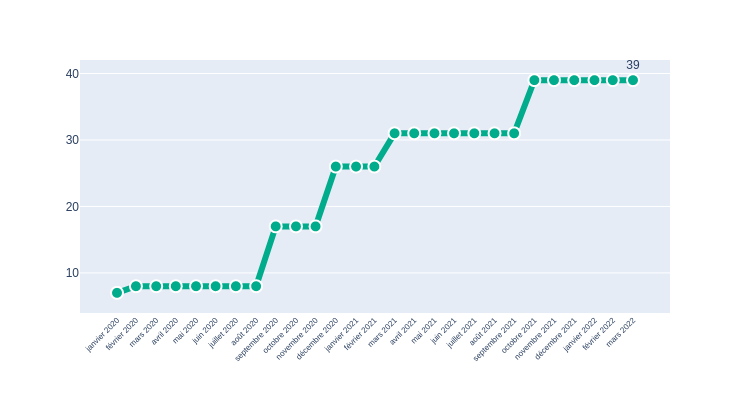 39
40
30
20
10
janvier 2020
février 2020
mars 2020
avril 2020
mai 2020
juin 2020
juillet 2020
août 2020
septembre 2020
octobre 2020
novembre 2020
décembre 2020
janvier 2021
février 2021
mars 2021
avril 2021
mai 2021
juin 2021
juillet 2021
août 2021
septembre 2021
octobre 2021
novembre 2021
décembre 2021
janvier 2022
février 2022
mars 2022